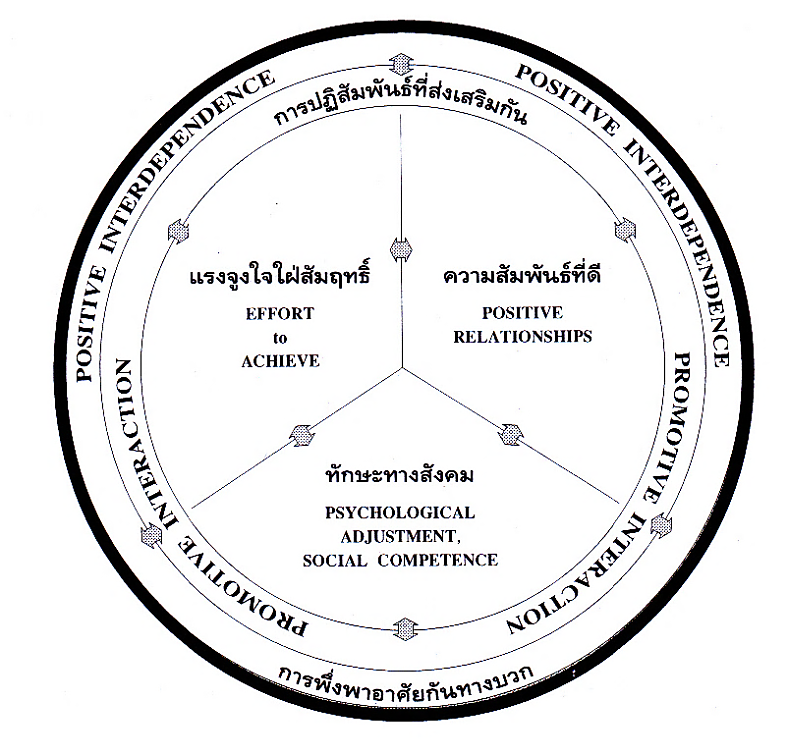 POSITIVE INTERDEPENDENCE
POSITIVE INTERDEPENDENCE
การปฏิสัมพันธ์ที่ส่งเสริมกัน
แรงจูงใจใฝ่สัมฤทธิ์
EFFORT
to
ACHIEVE
ความสัมพันธ์ที่ดี
POSITIVE
RELATIONSHIPS
ทักษะทางสังคม
PSYCHOLOGICAL
ADJUSTMENT,
SOCIAL COMPETENCE
PROMOTIVE INTERACTION
PROMOTIVE INTERACTION
การพึ่งพาอาศัยกันทางบวก